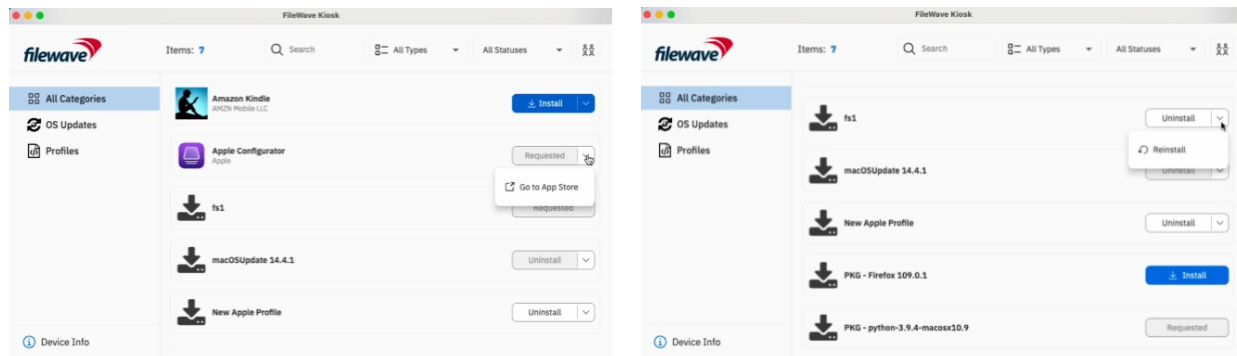 FileWave Kiosk
filewave
Items: 7
Search
All Types
All Statuses
All Categories
OS Updates
Profiles
Amazon Kindle
AMZN Mobile LLC
Install
Apple Configurator
Apple
Requested
Go to App Store
fs1
Requested
macOSUpdate 14.4.1
Uninstall
New Apple Profile
Uninstall
Device Info
FileWave Kiosk
filewave
Items: 7
Search
All Types
All Statuses
All Categories
OS Updates
Profiles
fs1
Uninstall
Reinstall
macOSUpdate 14.4.1
Uninstall
New Apple Profile
Uninstall
PKG - Firefox 109.0.1
Install
PKG - python-3.9.4-macosx10.9
Requested
Device Info